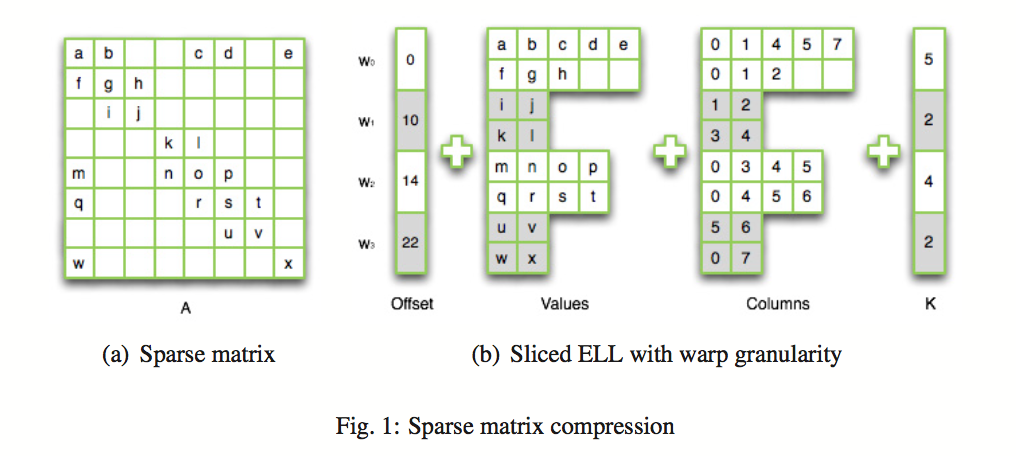 a b c d e
f g h
i j
k l
m n o p
q r s t
u v
w x
A
W₀ 0
W₁ 10
W₂ 14
W₃ 22
Offset
a b c d e
f g h
i j
k l
m n o p
q r s t
u v
w x
Values
0 1 4 5 7
0 1 2
1 2
3 4
0 3 4 5
0 4 5 6
5 6
0 7
Columns
5
2
4
2
K
(a) Sparse matrix
(b) Sliced ELL with warp granularity
Fig. 1: Sparse matrix compression